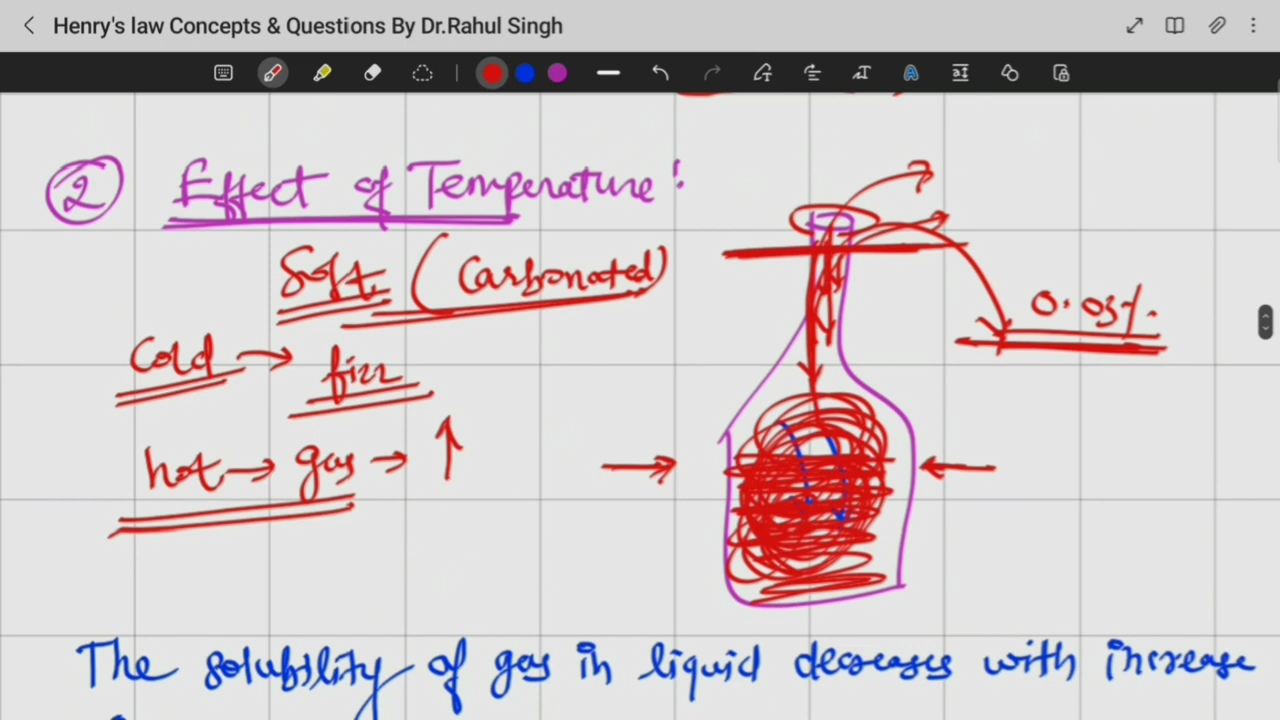 Henry's law Concepts & Questions By Dr.Rahul Singh
② Effect of Temperature:
Soft (Carbonated)
Cold → fizz
hot → gas → ↑
0.03%
The solubility of gas in liquid decreases with increase